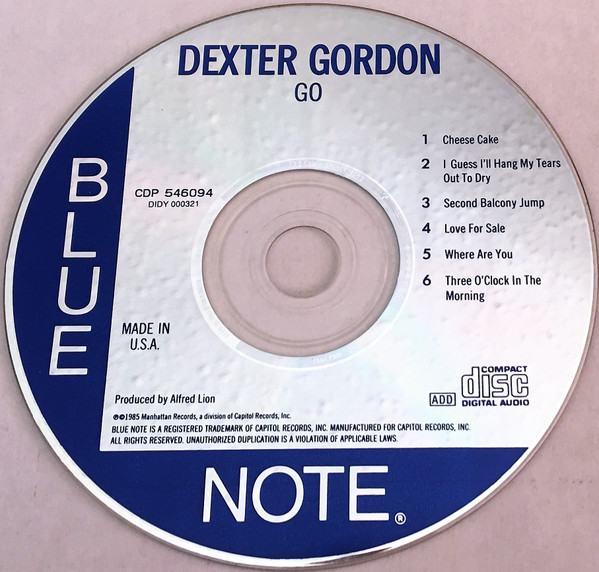 DEXTER GORDON
GO
BLUE
CDP 546094
DIDY 000321
1 Cheese Cake
2 I Guess I'll Hang My Tears
Out To Dry
3 Second Balcony Jump
4 Love For Sale
5 Where Are You
6 Three O'Clock In The
Morning
MADE IN
U.S.A.
Produced by Alfred Lion
ADD
COMPACT
disc
DIGITAL AUDIO
℗©1985 Manhattan Records, a division of Capitol Records, Inc.
BLUE NOTE IS A REGISTERED TRADEMARK OF CAPITOL RECORDS, INC. MANUFACTURED FOR CAPITOL RECORDS, INC.
ALL RIGHTS RESERVED. UNAUTHORIZED DUPLICATION IS A VIOLATION OF APPLICABLE LAWS.
NOTE®